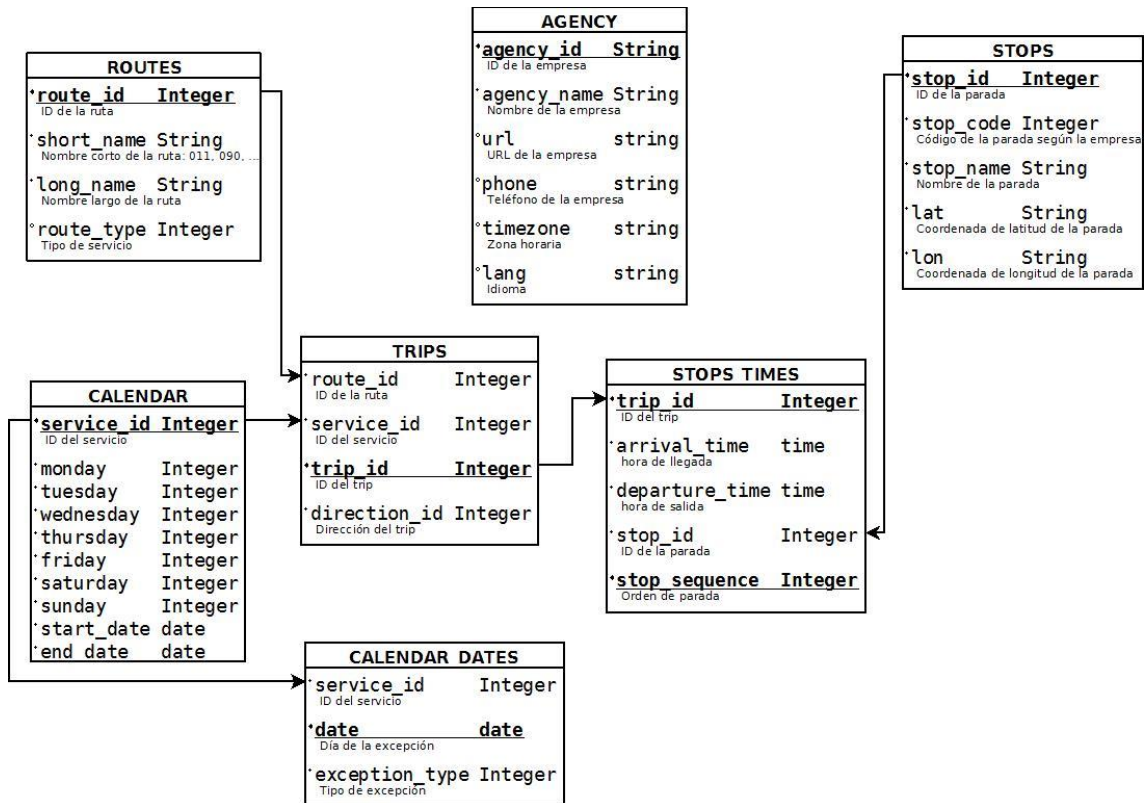 AGENCY
agency_id String
ID de la empresa
agency_name String
Nombre de la empresa
url string
URL de la empresa
phone string
Teléfono de la empresa
timezone string
Zona horaria
lang string
Idioma
STOPS
stop_id Integer
ID de la parada
stop_code Integer
Código de la parada según la empresa
stop_name String
Nombre de la parada
lat String
Coordenada de latitud de la parada
lon String
Coordenada de longitud de la parada
ROUTES
route_id Integer
ID de la ruta
short_name String
Nombre corto de la ruta: 011, 090, ...
long_name String
Nombre largo de la ruta
route_type Integer
Tipo de servicio
TRIPS
route_id Integer
ID de la ruta
service_id Integer
ID del servicio
trip_id Integer
ID del trip
direction_id Integer
Dirección del trip
STOPS TIMES
trip_id Integer
ID del trip
arrival_time time
hora de llegada
departure_time time
hora de salida
stop_id Integer
ID de la parada
stop_sequence Integer
Orden de parada
CALENDAR
service_id Integer
ID del servicio
monday Integer
tuesday Integer
wednesday Integer
thursday Integer
friday Integer
saturday Integer
sunday Integer
start_date date
end date date
CALENDAR DATES
service_id Integer
ID del servicio
date date
Día de la excepción
exception_type Integer
Tipo de excepción